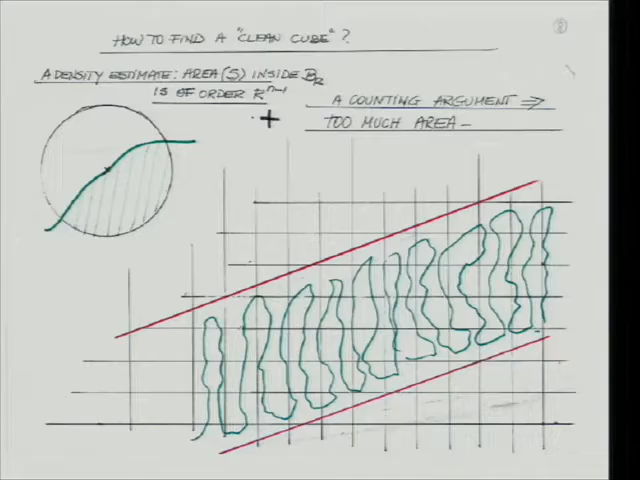 HOW TO FIND A "CLEAN CUBE"?
A DENSITY ESTIMATE: AREA(S) INSIDE B_R
IS OF ORDER R^{n-1}
+
A COUNTING ARGUMENT ⇒
TOO MUCH AREA –